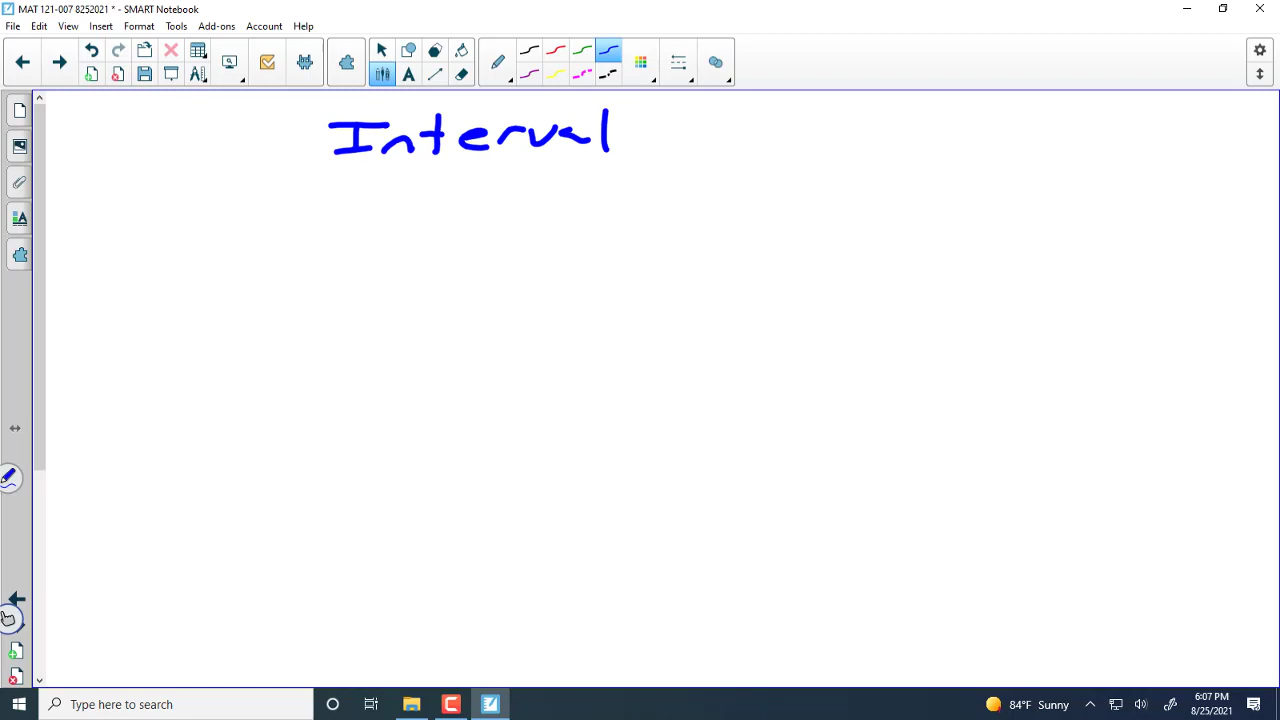 MAT 121-007 8252021 * - SMART Notebook
File Edit View Insert Format Tools Add-ons Account Help
Interval
Type here to search
84°F Sunny
6:07 PM
8/25/2021